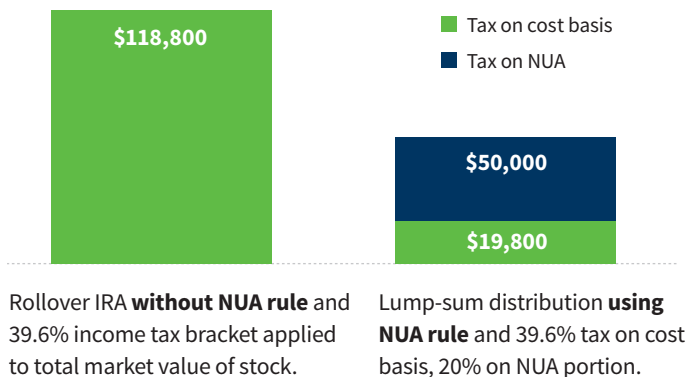 $118,800
Tax on cost basis
Tax on NUA
$50,000
$19,800
Rollover IRA without NUA rule and
39.6% income tax bracket applied
to total market value of stock.
Lump-sum distribution using
NUA rule and 39.6% tax on cost
basis, 20% on NUA portion.